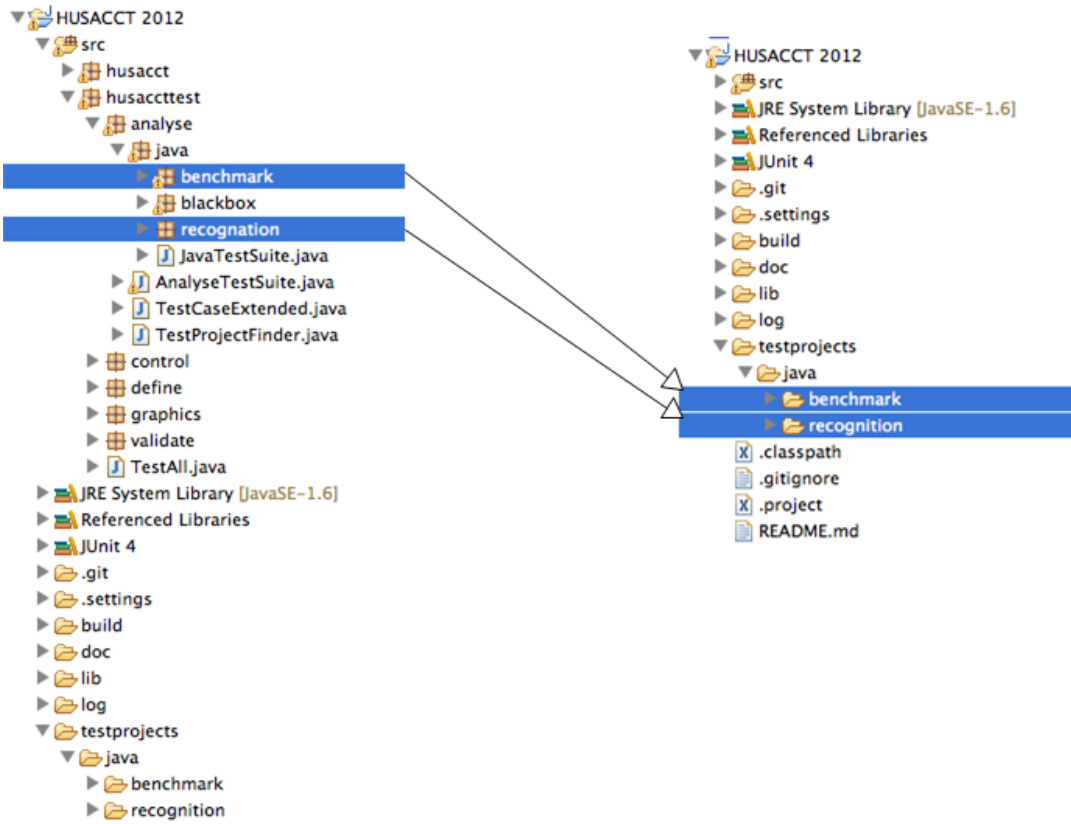 HUSACCT 2012
src
husacct
husaccttest
analyse
java
benchmark
blackbox
recognation
JavaTestSuite.java
AnalyseTestSuite.java
TestCaseExtended.java
TestProjectFinder.java
control
define
graphics
validate
TestAll.java
JRE System Library [JavaSE-1.6]
Referenced Libraries
JUnit 4
.git
.settings
build
doc
lib
log
testprojects
java
benchmark
recognition
HUSACCT 2012
src
JRE System Library [JavaSE-1.6]
Referenced Libraries
JUnit 4
.git
.settings
build
doc
lib
log
testprojects
java
benchmark
recognition
.classpath
.gitignore
.project
README.md